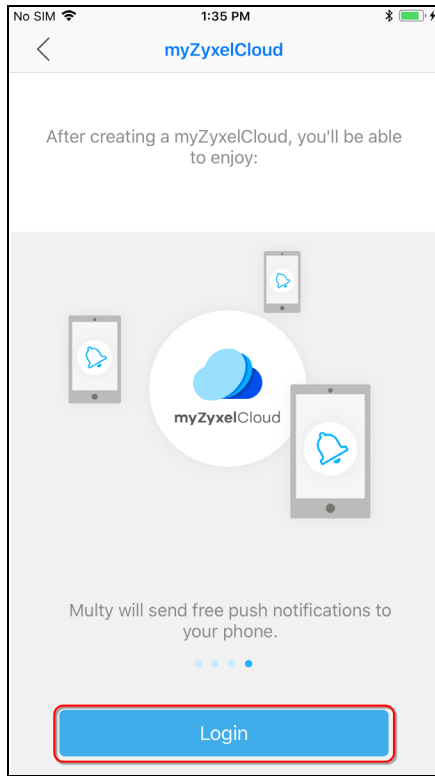 No SIM 1:35 PM
myZyxelCloud
After creating a myZyxelCloud, you'll be able
to enjoy:
myZyxelCloud
Multy will send free push notifications to
your phone.
Login